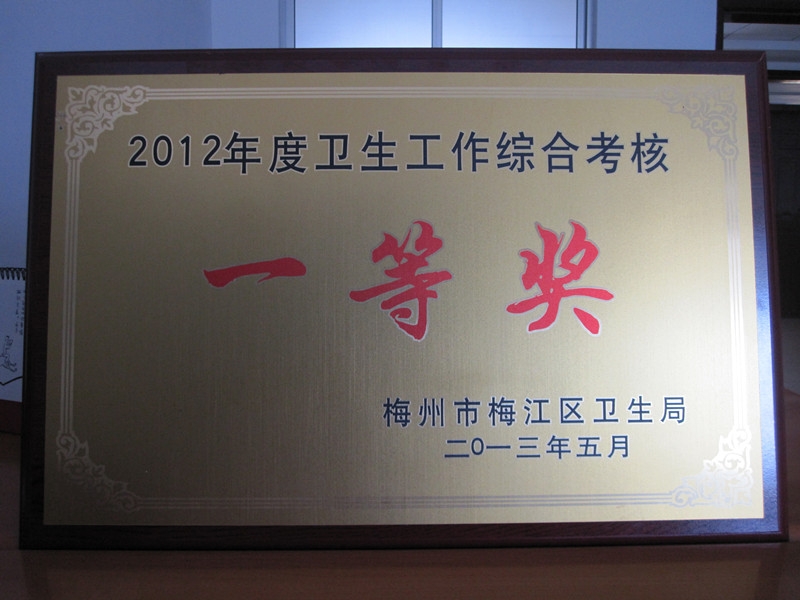 2012年度卫生工作综合考核
一等奖
梅州市梅江区卫生局
二0一三年五月